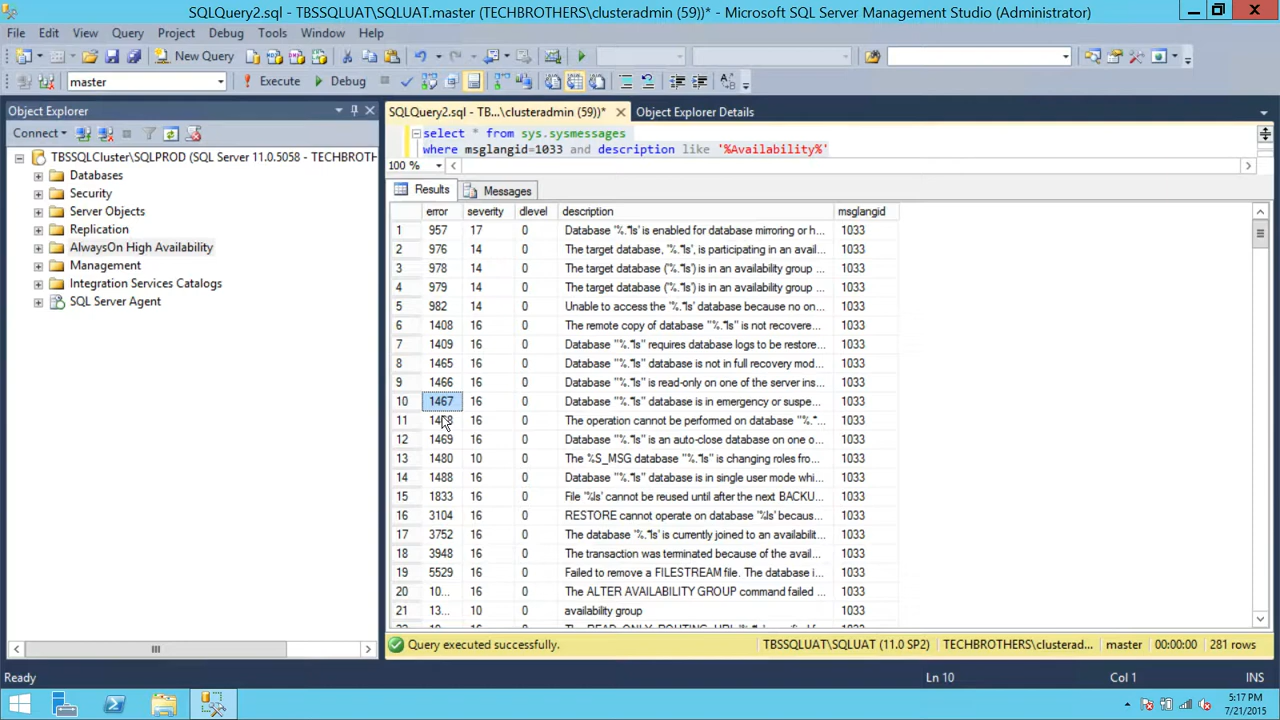 SQLQuery2.sql - TBSSQLUAT\SQLUAT.master (TECHBROTHERS\clusteradmin (59))* - Microsoft SQL Server Management Studio (Administrator)
File Edit View Query Project Debug Tools Window Help
New Query
master Execute Debug
Object Explorer
SQLQuery2.sql - TB...\clusteradmin (59))* Object Explorer Details
Connect
select * from sys.sysmessages
where msglangid=1033 and description like '%Availability%'
100 %
TBSSQLCluster\SQLPROD (SQL Server 11.0.5058 - TECHBROTH
Databases
Security
Server Objects
Replication
AlwaysOn High Availability
Management
Integration Services Catalogs
SQL Server Agent
Results Messages
error severity dlevel description msglangid
1 957 17 0 Database '%.*ls' is enabled for database mirroring or h... 1033
2 976 14 0 The target database, '%.*ls', is participating in an avail... 1033
3 978 14 0 The target database ('%.*ls') is in an availability group ... 1033
4 979 14 0 The target database ('%.*ls') is in an availability group ... 1033
5 982 14 0 Unable to access the '%.*ls' database because no on... 1033
6 1408 16 0 The remote copy of database "%.*ls" is not recovere... 1033
7 1409 16 0 Database "%.*ls" requires database logs to be restore... 1033
8 1465 16 0 Database "%.*ls" database is not in full recovery mod... 1033
9 1466 16 0 Database "%.*ls" is read-only on one of the server ins... 1033
10 1467 16 0 Database "%.*ls" database is in emergency or suspe... 1033
11 16 0 The operation cannot be performed on database "%.*... 1033
12 1469 16 0 Database "%.*ls" is an auto-close database on one o... 1033
13 1480 10 0 The %S_MSG database "%.*ls" is changing roles fro... 1033
14 1488 16 0 Database "%.*ls" database is in single user mode whi... 1033
15 1833 16 0 File '%ls' cannot be reused until after the next BACKU... 1033
16 3104 16 0 RESTORE cannot operate on database '%ls' becaus... 1033
17 3752 16 0 The database '%.*ls' is currently joined to an availabilit... 1033
18 3948 16 0 The transaction was terminated because of the avail... 1033
19 5529 16 0 Failed to remove a FILESTREAM file. The database i... 1033
20 10... 16 0 The ALTER AVAILABILITY GROUP command failed ... 1033
21 13... 10 0 availability group 1033
Query executed successfully. TBSSQLUAT\SQLUAT (11.0 SP2) TECHBROTHERS\clusterad... master 00:00:00 281 rows
Ready Ln 10 Col 1 INS
5:17 PM
7/21/2015